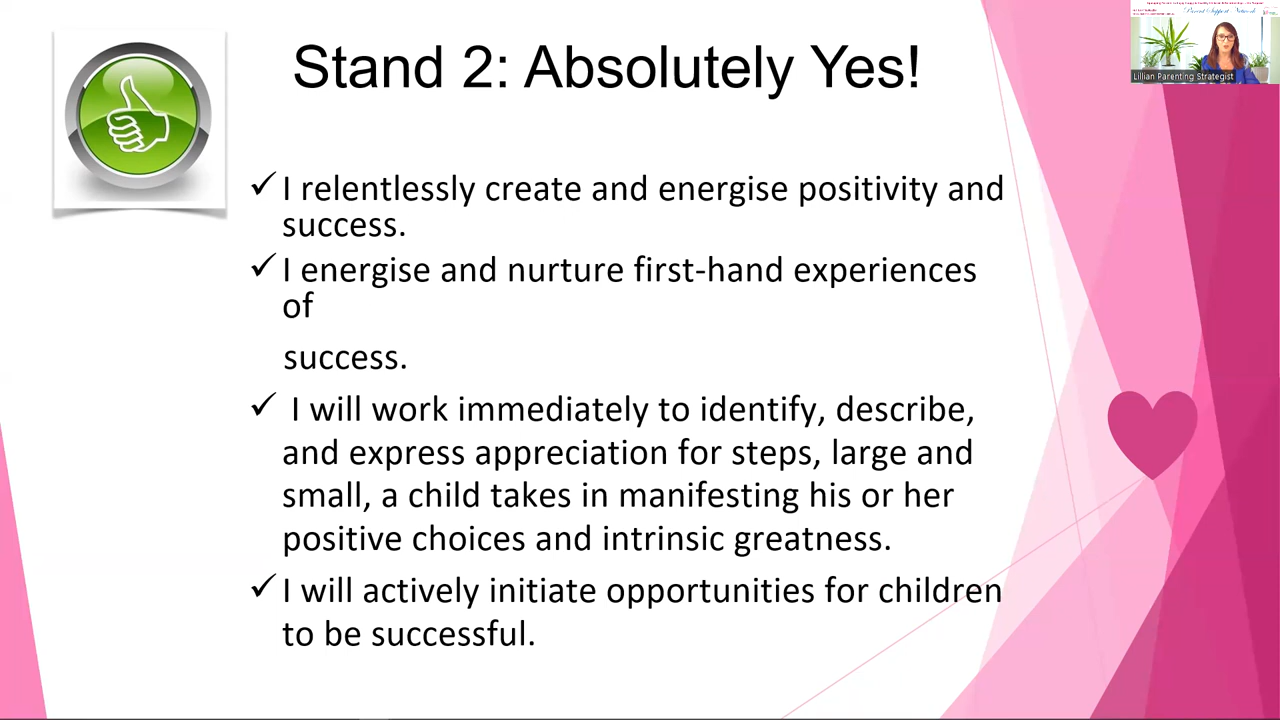 Stand 2: Absolutely Yes!
Parent Support Network
Lillian Parenting Strategist
✓ I relentlessly create and energise positivity and
success.
✓ I energise and nurture first-hand experiences
of
success.
✓ I will work immediately to identify, describe,
and express appreciation for steps, large and
small, a child takes in manifesting his or her
positive choices and intrinsic greatness.
✓ I will actively initiate opportunities for children
to be successful.